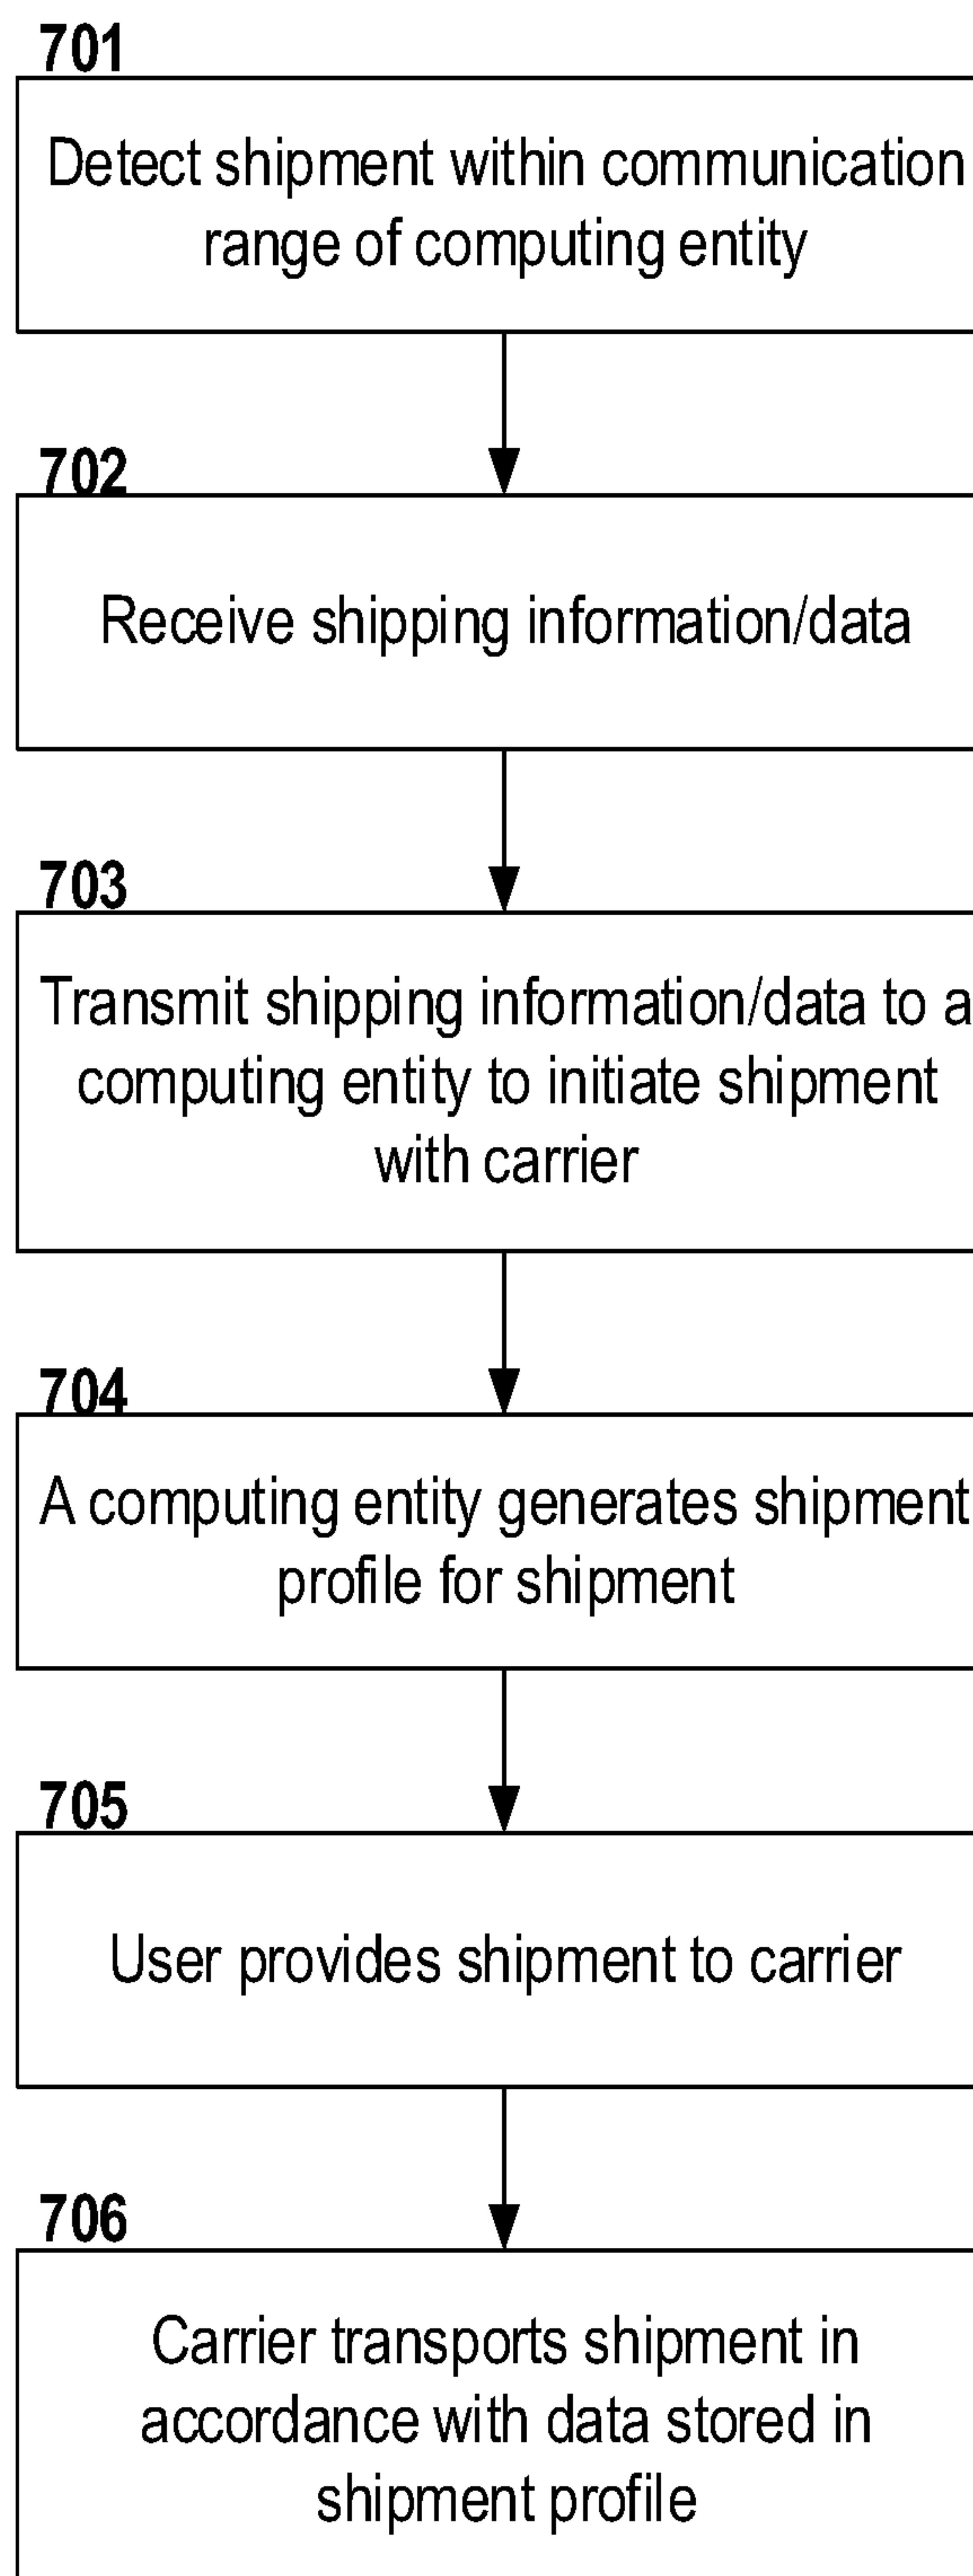 701
Detect shipment within communication
range of computing entity
702
Receive shipping information/data
703
Transmit shipping information/data to a
computing entity to initiate shipment
with carrier
704
A computing entity generates shipment
profile for shipment
705
User provides shipment to carrier
706
Carrier transports shipment in
accordance with data stored in
shipment profile